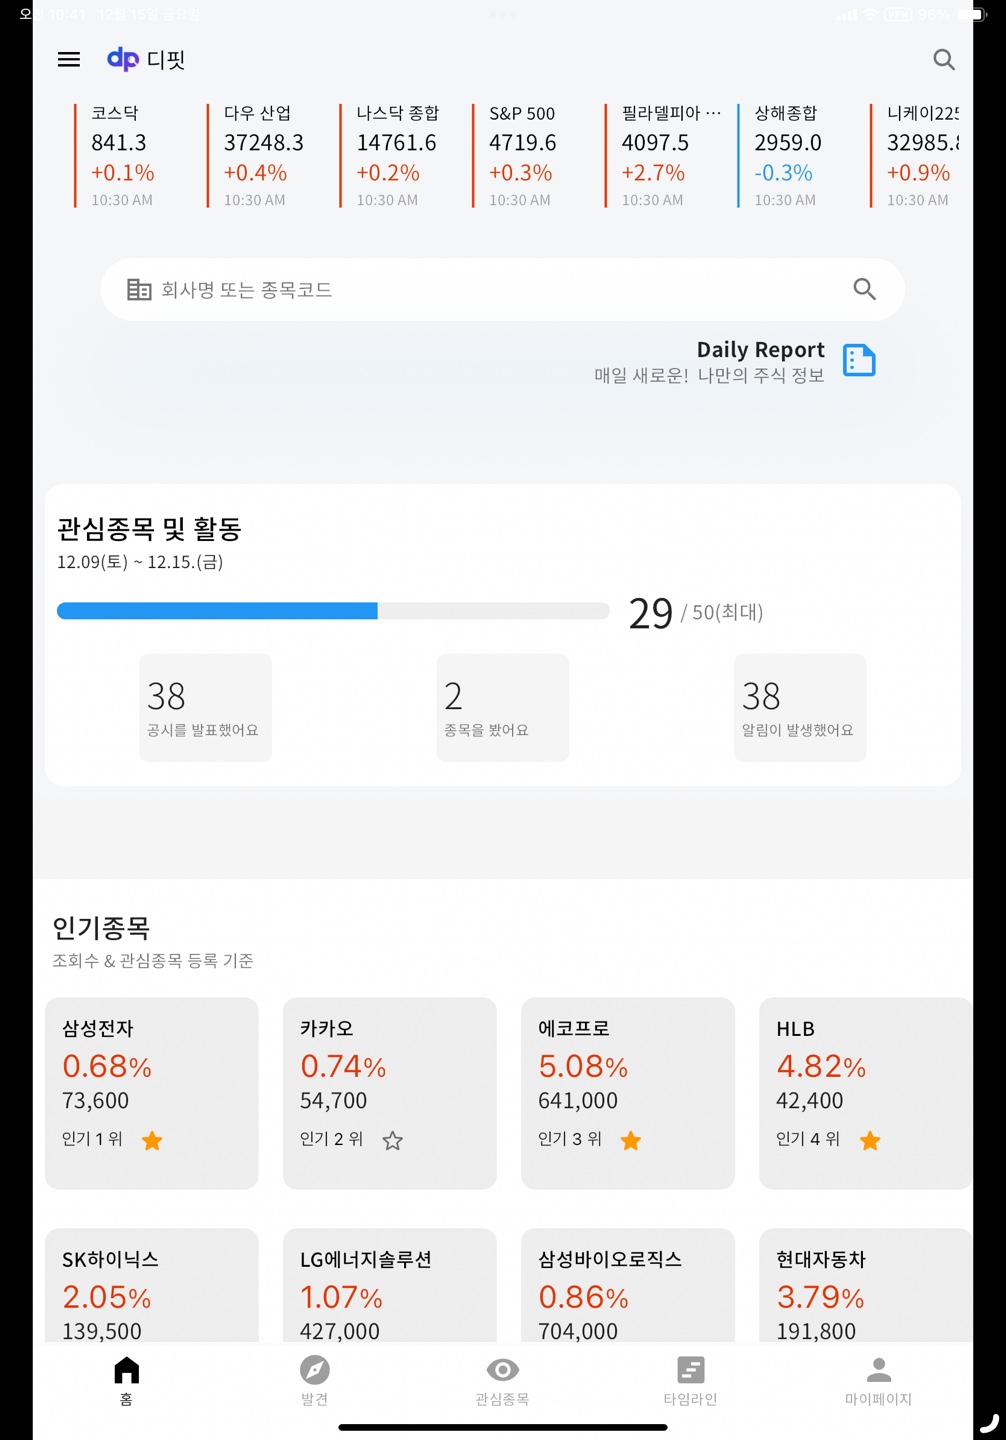 오전 10:41 12월 15일 금요일
VPN 96%
dp 디핏
코스닥
841.3
+0.1%
10:30 AM
다우 산업
37248.3
+0.4%
10:30 AM
나스닥 종합
14761.6
+0.2%
10:30 AM
S&P 500
4719.6
+0.3%
10:30 AM
필라델피아 ···
4097.5
+2.7%
10:30 AM
상해종합
2959.0
-0.3%
10:30 AM
니케이225
32985.8
+0.9%
10:30 AM
회사명 또는 종목코드
Daily Report
매일 새로운! 나만의 주식 정보
관심종목 및 활동
12.09(토) ~ 12.15.(금)
29 / 50(최대)
38
공시를 발표했어요
2
종목을 봤어요
38
알림이 발생했어요
인기종목
조회수 & 관심종목 등록 기준
삼성전자
0.68%
73,600
인기 1 위
카카오
0.74%
54,700
인기 2 위
에코프로
5.08%
641,000
인기 3 위
HLB
4.82%
42,400
인기 4 위
SK하이닉스
2.05%
139,500
LG에너지솔루션
1.07%
427,000
삼성바이오로직스
0.86%
704,000
현대자동차
3.79%
191,800
홈
발견
관심종목
타임라인
마이페이지